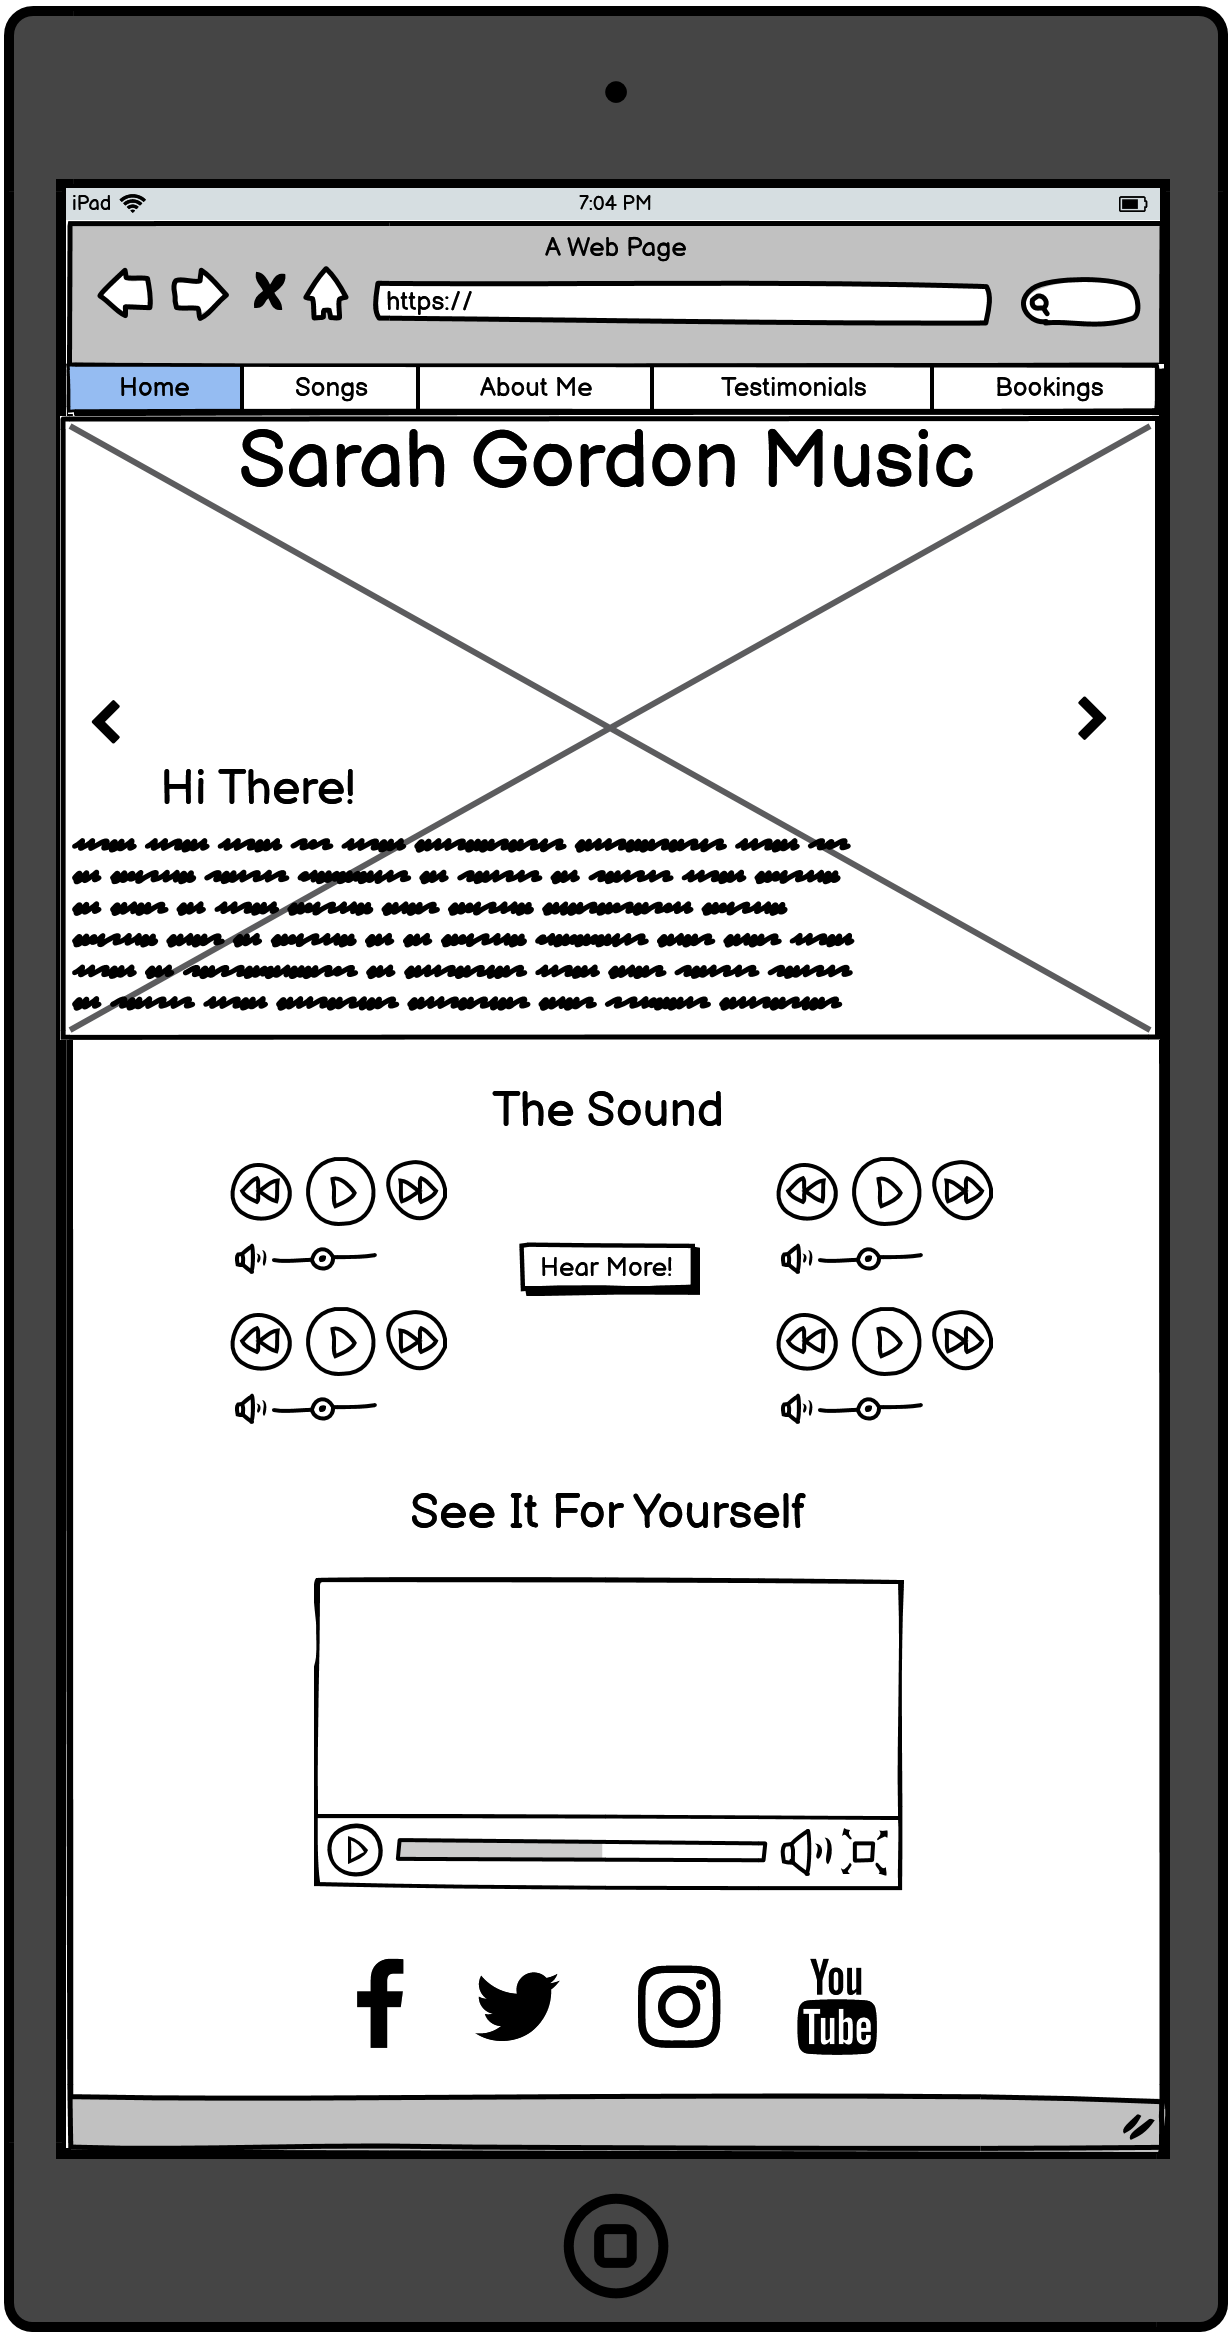 iPad 7:04 PM
A Web Page
https://
Home Songs About Me Testimonials Bookings
Sarah Gordon Music
Hi There!
The Sound
Hear More!
See It For Yourself
You
Tube